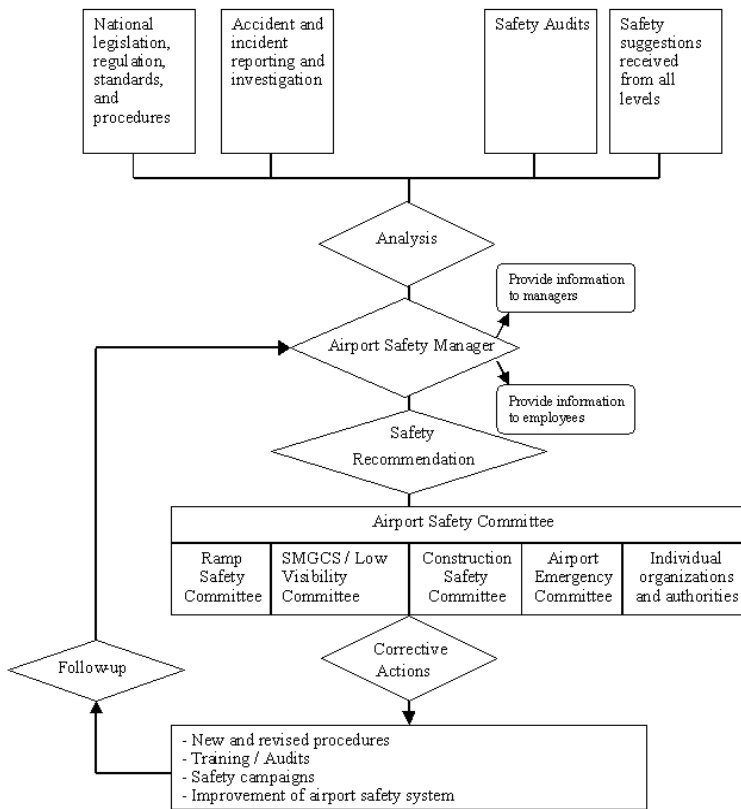 National
legislation,
regulation,
standards,
and
procedures
Accident and
incident
reporting and
investigation
Safety Audits
Safety
suggestions
received
from all
levels
Analysis
Provide information
to managers
Airport Safety Manager
Provide information
to employees
Safety
Recommendation
Airport Safety Committee
Ramp
Safety
Committee
SMGCS / Low
Visibility
Committee
Construction
Safety
Committee
Airport
Emergency
Committee
Individual
organizations
and authorities
Corrective
Actions
Follow-up
- New and revised procedures
- Training / Audits
- Safety campaigns
- Improvement of airport safety system